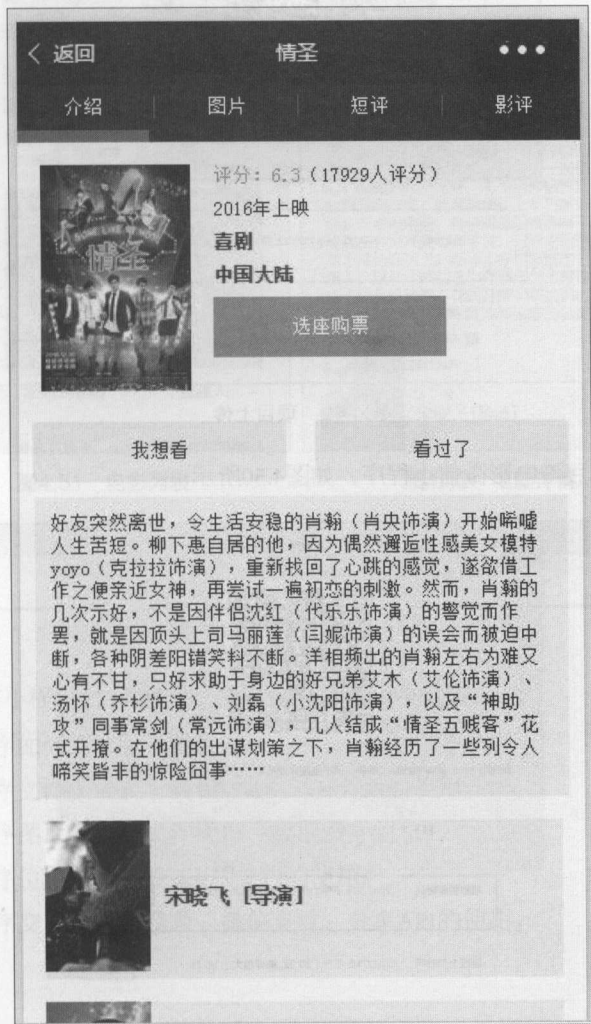 返回
情圣
介绍
图片
短评
影评
情圣
评分：6.3（17929人评分）
2016年上映
喜剧
中国大陆
选座购票
我想看
看过了
好友突然离世，令生活安稳的肖瀚（肖央饰演）开始唏嘘
人生苦短。柳下惠自居的他，因为偶然邂逅性感美女模特
yoyo（克拉拉饰演），重新找回了心跳的感觉，遂欲借工
作之便亲近女神，再尝试一遍初恋的刺激。然而，肖瀚的
几次示好，不是因伴侣沈红（代乐乐饰演）的警觉而作
罢，就是因顶头上司马丽莲（闫妮饰演）的误会而被迫中
断，各种阴差阳错笑料不断。洋相频出的肖瀚左右为难又
心有不甘，只好求助于身边的好兄弟艾木（艾伦饰演）、
汤怀（乔杉饰演）、刘磊（小沈阳饰演），以及“神助
攻”同事常剑（常远饰演），几人结成“情圣五贱客”花
式开撩。在他们的出谋划策之下，肖瀚经历了一些列令人
啼笑皆非的惊险囧事……
宋晓飞 [导演]